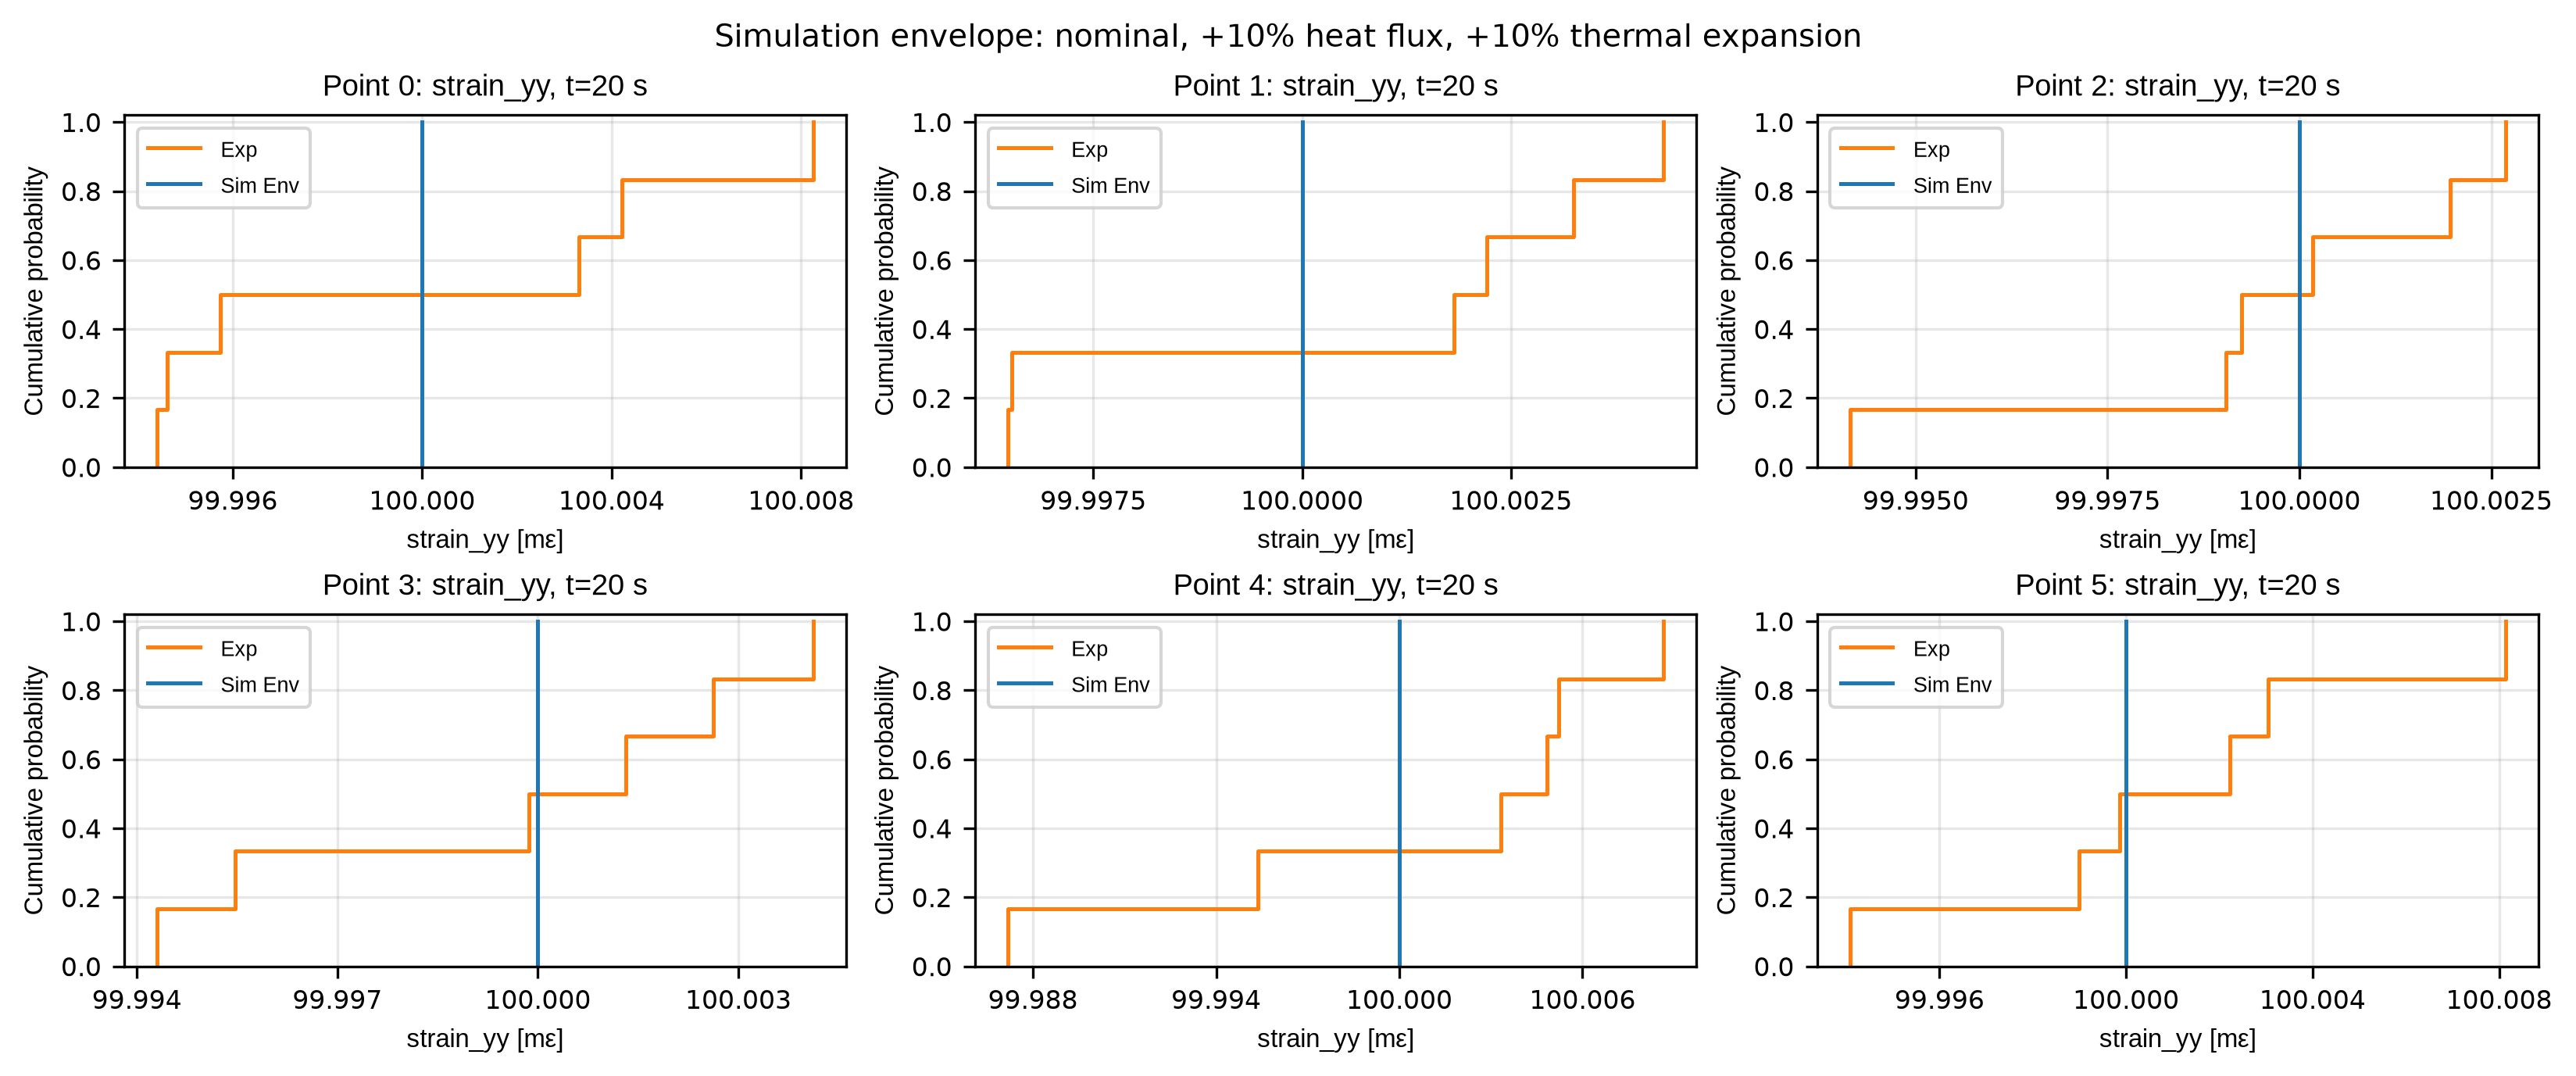 Simulation envelope: nominal, +10% heat flux, +10% thermal expansion
Point 0: strain_yy, t=20 s
1.0
0.8
0.6
0.4
0.2
0.0
Cumulative probability
Exp
Sim Env
99.996 100.000 100.004 100.008
strain_yy [mε]
Point 1: strain_yy, t=20 s
1.0
0.8
0.6
0.4
0.2
0.0
Cumulative probability
Exp
Sim Env
99.9975 100.0000 100.0025
strain_yy [mε]
Point 2: strain_yy, t=20 s
1.0
0.8
0.6
0.4
0.2
0.0
Cumulative probability
Exp
Sim Env
99.9950 99.9975 100.0000 100.0025
strain_yy [mε]
Point 3: strain_yy, t=20 s
1.0
0.8
0.6
0.4
0.2
0.0
Cumulative probability
Exp
Sim Env
99.994 99.997 100.000 100.003
strain_yy [mε]
Point 4: strain_yy, t=20 s
1.0
0.8
0.6
0.4
0.2
0.0
Cumulative probability
Exp
Sim Env
99.988 99.994 100.000 100.006
strain_yy [mε]
Point 5: strain_yy, t=20 s
1.0
0.8
0.6
0.4
0.2
0.0
Cumulative probability
Exp
Sim Env
99.996 100.000 100.004 100.008
strain_yy [mε]